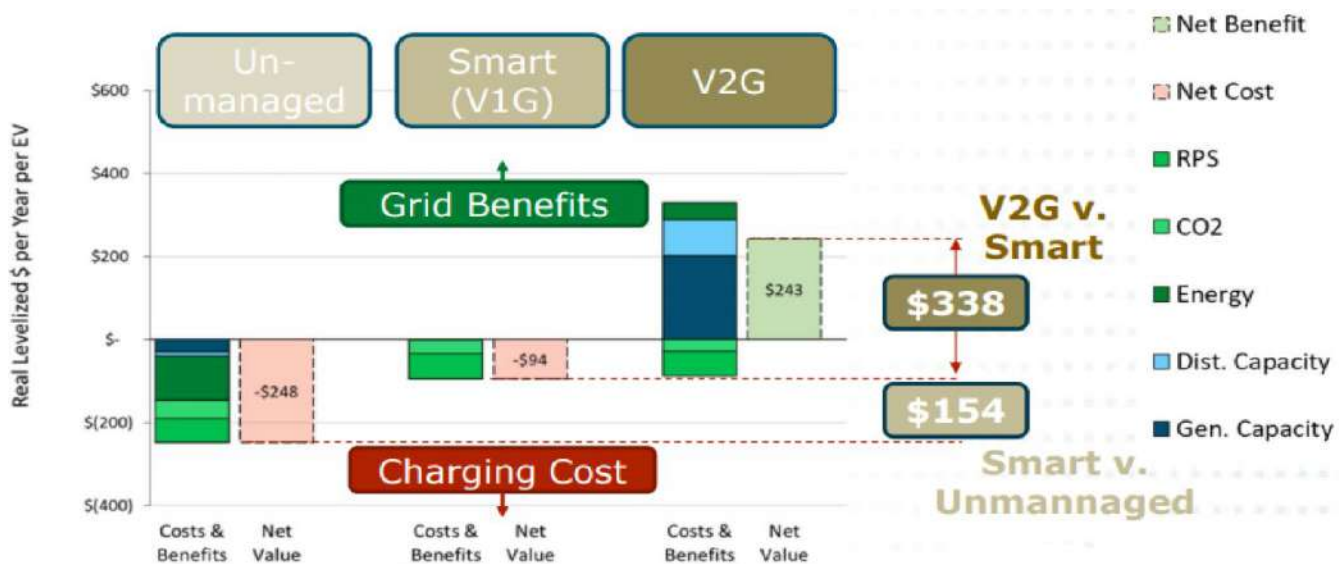 Un-
managed
Smart
(V1G)
V2G
Real Levelized $ per Year per EV
$600
$400
$200
$-
$(200)
$(400)
Grid Benefits
Charging Cost
-$248
-$94
$243
Costs &
Benefits
Net
Value
Costs &
Benefits
Net
Value
Costs &
Benefits
Net
Value
V2G v.
Smart
$338
$154
Smart v.
Unmannaged
Net Benefit
Net Cost
RPS
CO2
Energy
Dist. Capacity
Gen. Capacity